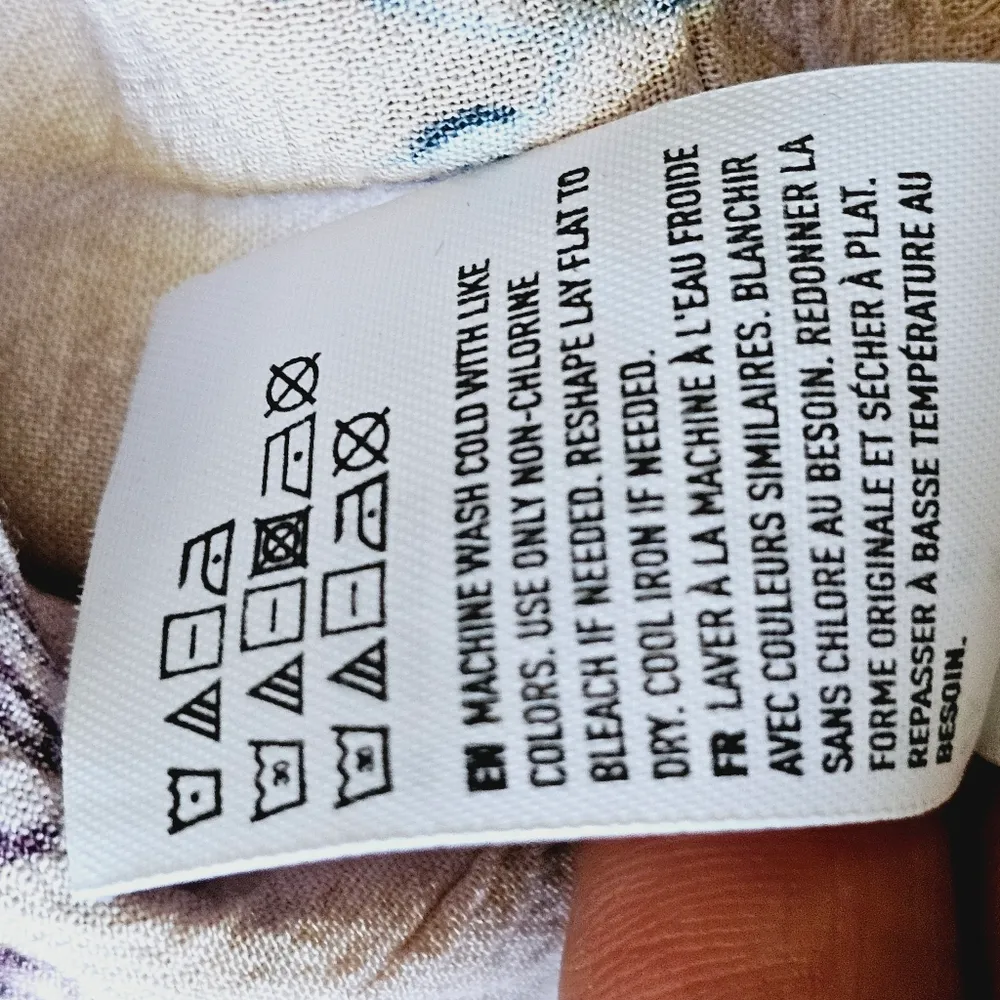 30
30
EN MACHINE WASH COLD WITH LIKE
COLORS. USE ONLY NON-CHLORINE
BLEACH IF NEEDED. RESHAPE LAY FLAT TO
DRY. COOL IRON IF NEEDED.
FR LAVER À LA MACHINE À L'EAU FROIDE
AVEC COULEURS SIMILAIRES. BLANCHIR
SANS CHLORE AU BESOIN. REDONNER LA
FORME ORIGINALE ET SÉCHER À PLAT.
REPASSER À BASSE TEMPÉRATURE AU
BESOIN.